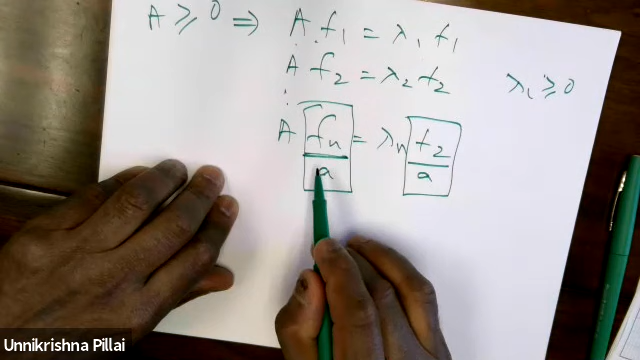 A ≥ 0 ⇒ A f₁ = λ₁ f₁
A f₂ = λ₂ f₂
λᵢ ≥ 0
A fₙ/a = λₙ f₂/a
Unnikrishna Pillai